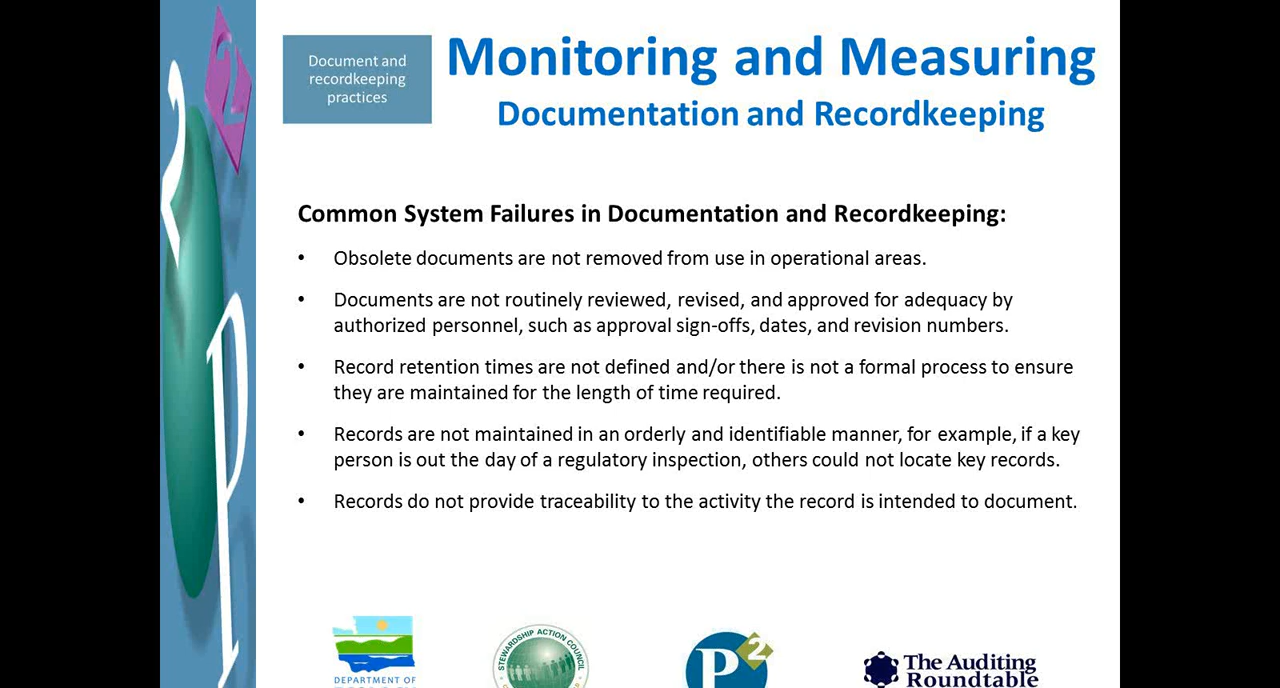 Document and
recordkeeping
practices
Monitoring and Measuring
Documentation and Recordkeeping
Common System Failures in Documentation and Recordkeeping:
• Obsolete documents are not removed from use in operational areas.
• Documents are not routinely reviewed, revised, and approved for adequacy by
authorized personnel, such as approval sign-offs, dates, and revision numbers.
• Record retention times are not defined and/or there is not a formal process to ensure
they are maintained for the length of time required.
• Records are not maintained in an orderly and identifiable manner, for example, if a key
person is out the day of a regulatory inspection, others could not locate key records.
• Records do not provide traceability to the activity the record is intended to document.
2
2
P
DEPARTMENT OF
STEWARDSHIP ACTION COUNCIL
P2
The Auditing
Roundtable